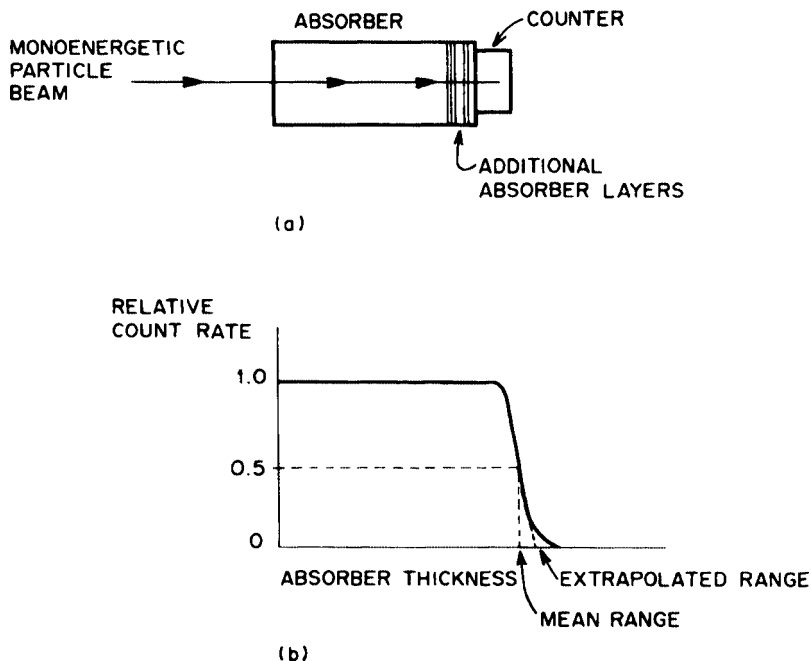 ABSORBER
COUNTER
MONOENERGETIC
PARTICLE
BEAM
ADDITIONAL
ABSORBER LAYERS
(a)
RELATIVE
COUNT RATE
1.0
0.5
0
ABSORBER THICKNESS
EXTRAPOLATED RANGE
MEAN RANGE
(b)